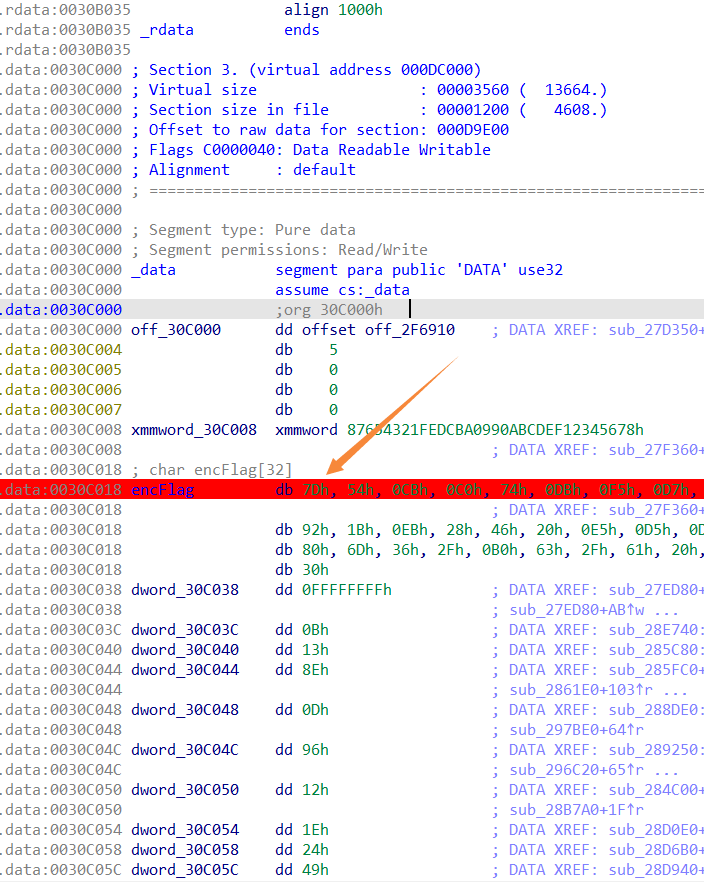 .rdata:0030B035 align 1000h
.rdata:0030B035 _rdata ends
.rdata:0030B035
.data:0030C000 ; Section 3. (virtual address 000DC000)
.data:0030C000 ; Virtual size : 00003560 ( 13664.)
.data:0030C000 ; Section size in file : 00001200 ( 4608.)
.data:0030C000 ; Offset to raw data for section: 000D9E00
.data:0030C000 ; Flags C0000040: Data Readable Writable
.data:0030C000 ; Alignment : default
.data:0030C000 ; ===============================================================
.data:0030C000
.data:0030C000 ; Segment type: Pure data
.data:0030C000 ; Segment permissions: Read/Write
.data:0030C000 _data segment para public 'DATA' use32
.data:0030C000 assume cs:_data
.data:0030C000 ;org 30C000h
.data:0030C000 off_30C000 dd offset off_2F6910 ; DATA XREF: sub_27D350+
.data:0030C004 db 5
.data:0030C005 db 0
.data:0030C006 db 0
.data:0030C007 db 0
.data:0030C008 xmmword_30C008 xmmword 87654321FEDCBA0990ABCDEF12345678h
.data:0030C008 ; DATA XREF: sub_27F360+
.data:0030C018 ; char encFlag[32]
.data:0030C018 encFlag db 7Dh, 54h, 0CBh, 0C0h, 74h, 0DDh, 0F5h, 0D7h,
.data:0030C018 ; DATA XREF: sub_27F360+
.data:0030C018 db 92h, 1Bh, 0EBh, 28h, 46h, 20h, 0E5h, 0D5h,
.data:0030C018 db 80h, 6Dh, 36h, 2Fh, 0B0h, 63h, 2Fh, 61h, 20h,
.data:0030C018 db 30h
.data:0030C038 dword_30C038 dd 0FFFFFFFFh ; DATA XREF: sub_27ED80+
.data:0030C038 ; sub_27ED80+AB↑w ...
.data:0030C03C dword_30C03C dd 0Bh ; DATA XREF: sub_28E740:
.data:0030C040 dword_30C040 dd 13h ; DATA XREF: sub_285C80:
.data:0030C044 dword_30C044 dd 8Eh ; DATA XREF: sub_285FC0+
.data:0030C044 ; sub_2861E0+103↑r ...
.data:0030C048 dword_30C048 dd 0Dh ; DATA XREF: sub_288DE0:
.data:0030C048 ; sub_297BE0+64↑r
.data:0030C04C dword_30C04C dd 96h ; DATA XREF: sub_289250:
.data:0030C04C ; sub_296C20+65↑r ...
.data:0030C050 dword_30C050 dd 12h ; DATA XREF: sub_284C00+
.data:0030C050 ; sub_28B7A0+1F↑r
.data:0030C054 dword_30C054 dd 1Eh ; DATA XREF: sub_28D0E0+
.data:0030C058 dword_30C058 dd 24h ; DATA XREF: sub_28D6B0+
.data:0030C05C dword_30C05C dd 49h ; DATA XREF: sub_28D940+